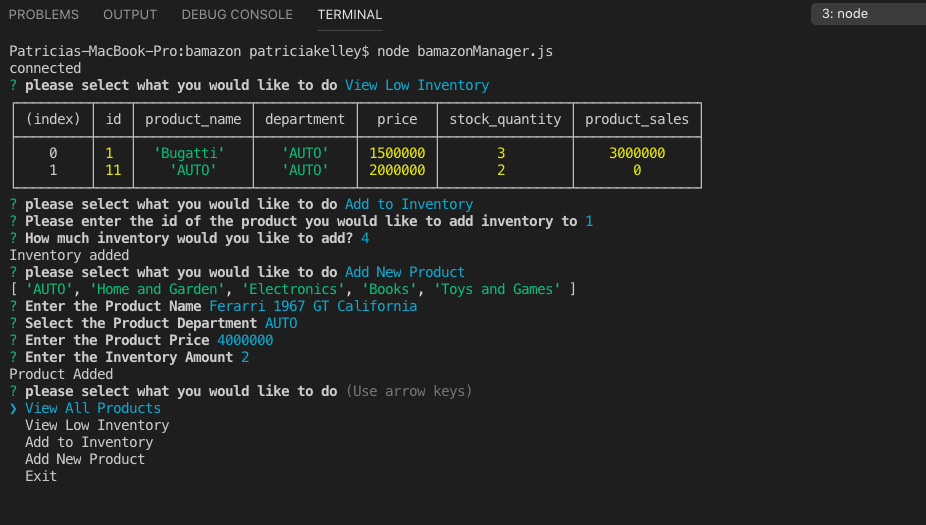 PROBLEMS OUTPUT DEBUG CONSOLE TERMINAL 3: node
Patricias-MacBook-Pro:bamazon patriciakelley$ node bamazonManager.js
connected
? please select what you would like to do View Low Inventory
(index) id product_name department price stock_quantity product_sales
0 1 'Bugatti' 'AUTO' 1500000 3 3000000
1 11 'AUTO' 'AUTO' 2000000 2 0
? please select what you would like to do Add to Inventory
? Please enter the id of the product you would like to add inventory to 1
? How much inventory would you like to add? 4
Inventory added
? please select what you would like to do Add New Product
[ 'AUTO', 'Home and Garden', 'Electronics', 'Books', 'Toys and Games' ]
? Enter the Product Name Ferarri 1967 GT California
? Select the Product Department AUTO
? Enter the Product Price 4000000
? Enter the Inventory Amount 2
Product Added
? please select what you would like to do (Use arrow keys)
❯ View All Products
View Low Inventory
Add to Inventory
Add New Product
Exit